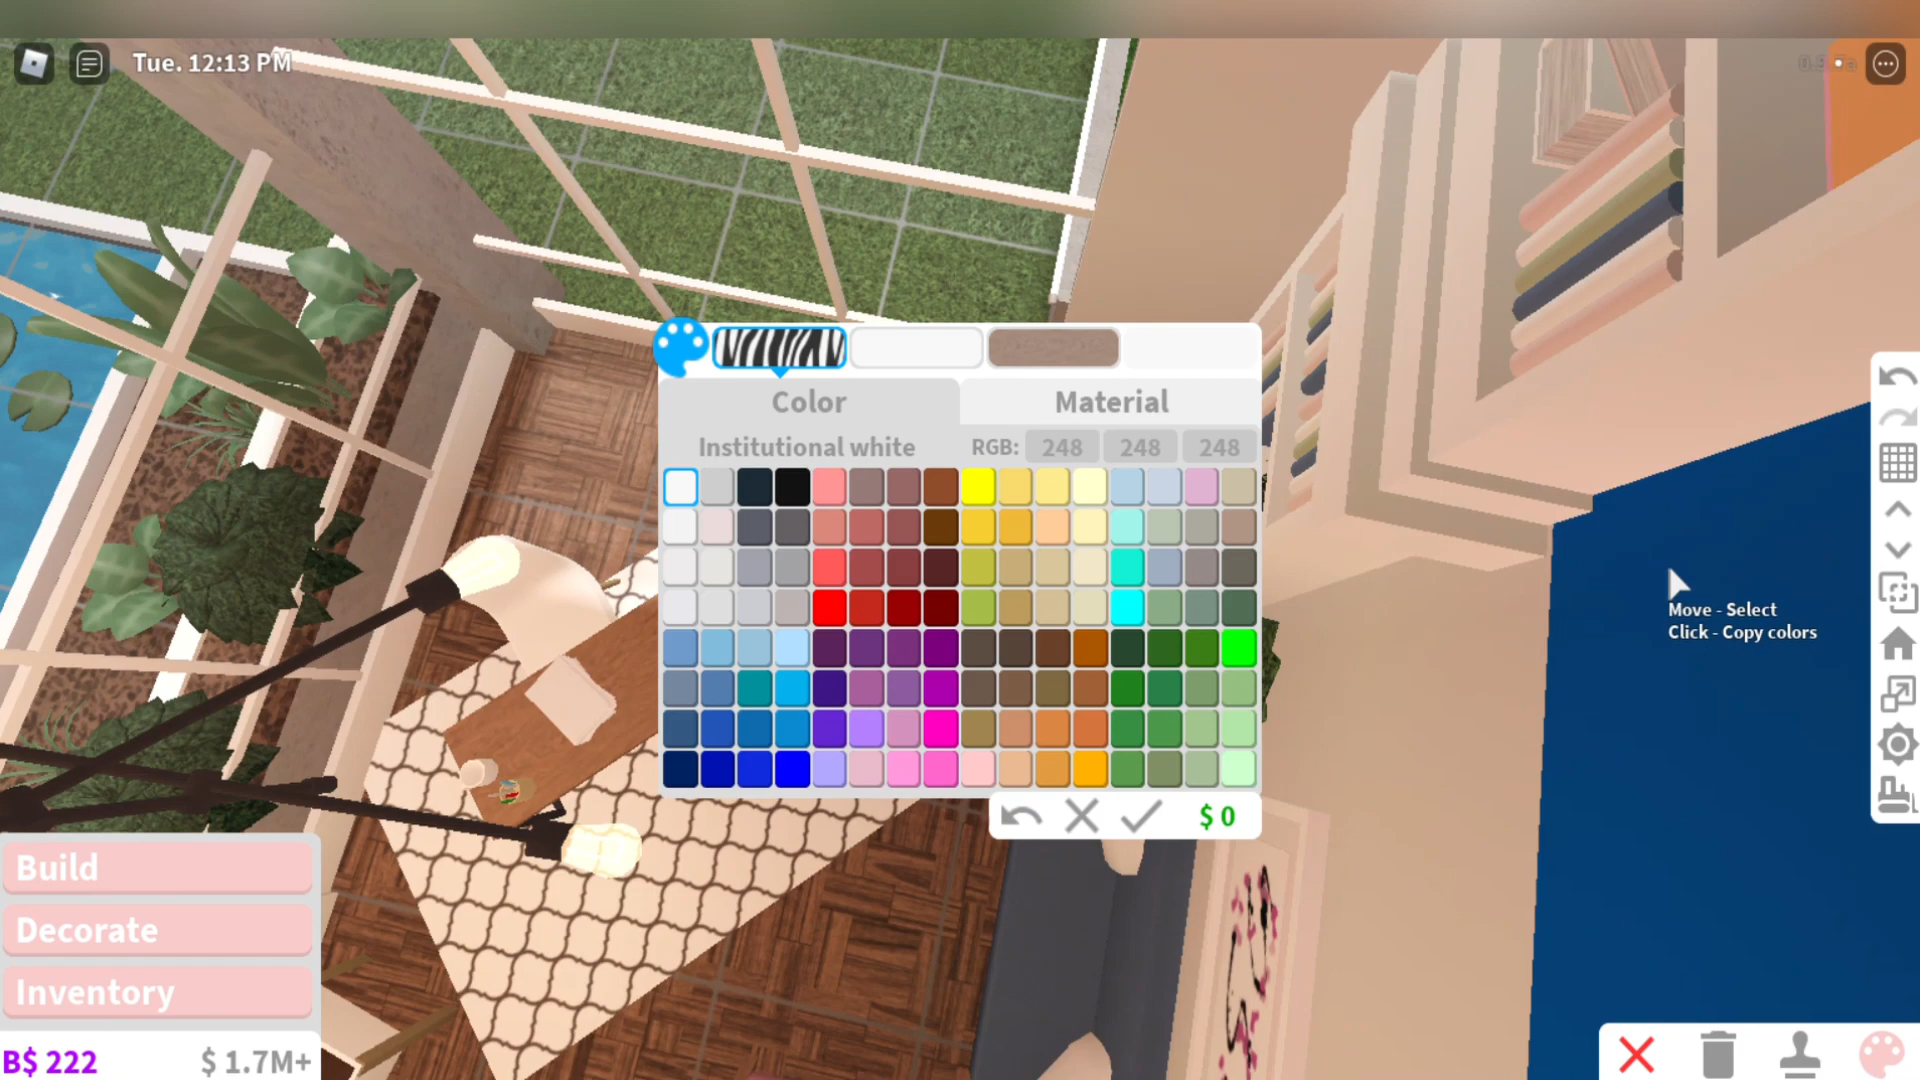 Tue. 12:13 PM
Color
Material
Institutional white
RGB: 248 248 248
Move - Select
Click - Copy colors
$ 0
Build
Decorate
Inventory
B$ 222
$ 1.7M+